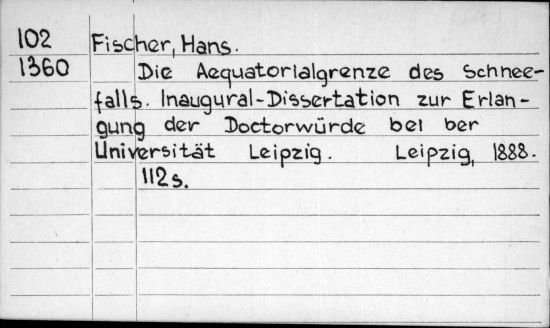 102 Fischer, Hans.
1360 Die Aequatorialgrenze des Schnee-
falls. Inaugural-Dissertation zur Erlan-
gung der Doctorwürde bei ber
Universität Leipzig. Leipzig, 1888.
112 s.